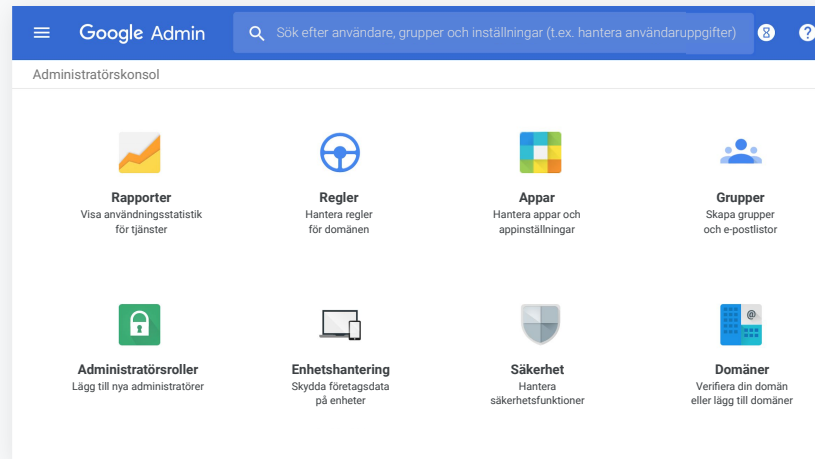 Google Admin
Sök efter användare, grupper och inställningar (t.ex. hantera användaruppgifter)
8
?
Administratörskonsol
Rapporter
Visa användningsstatistik
för tjänster
Regler
Hantera regler
för domänen
Appar
Hantera appar och
appinställningar
Grupper
Skapa grupper
och e-postlistor
Administratörsroller
Lägg till nya administratörer
Enhetshantering
Skydda företagsdata
på enheter
Säkerhet
Hantera
säkerhetsfunktioner
@
Domäner
Verifiera din domän
eller lägg till domäner